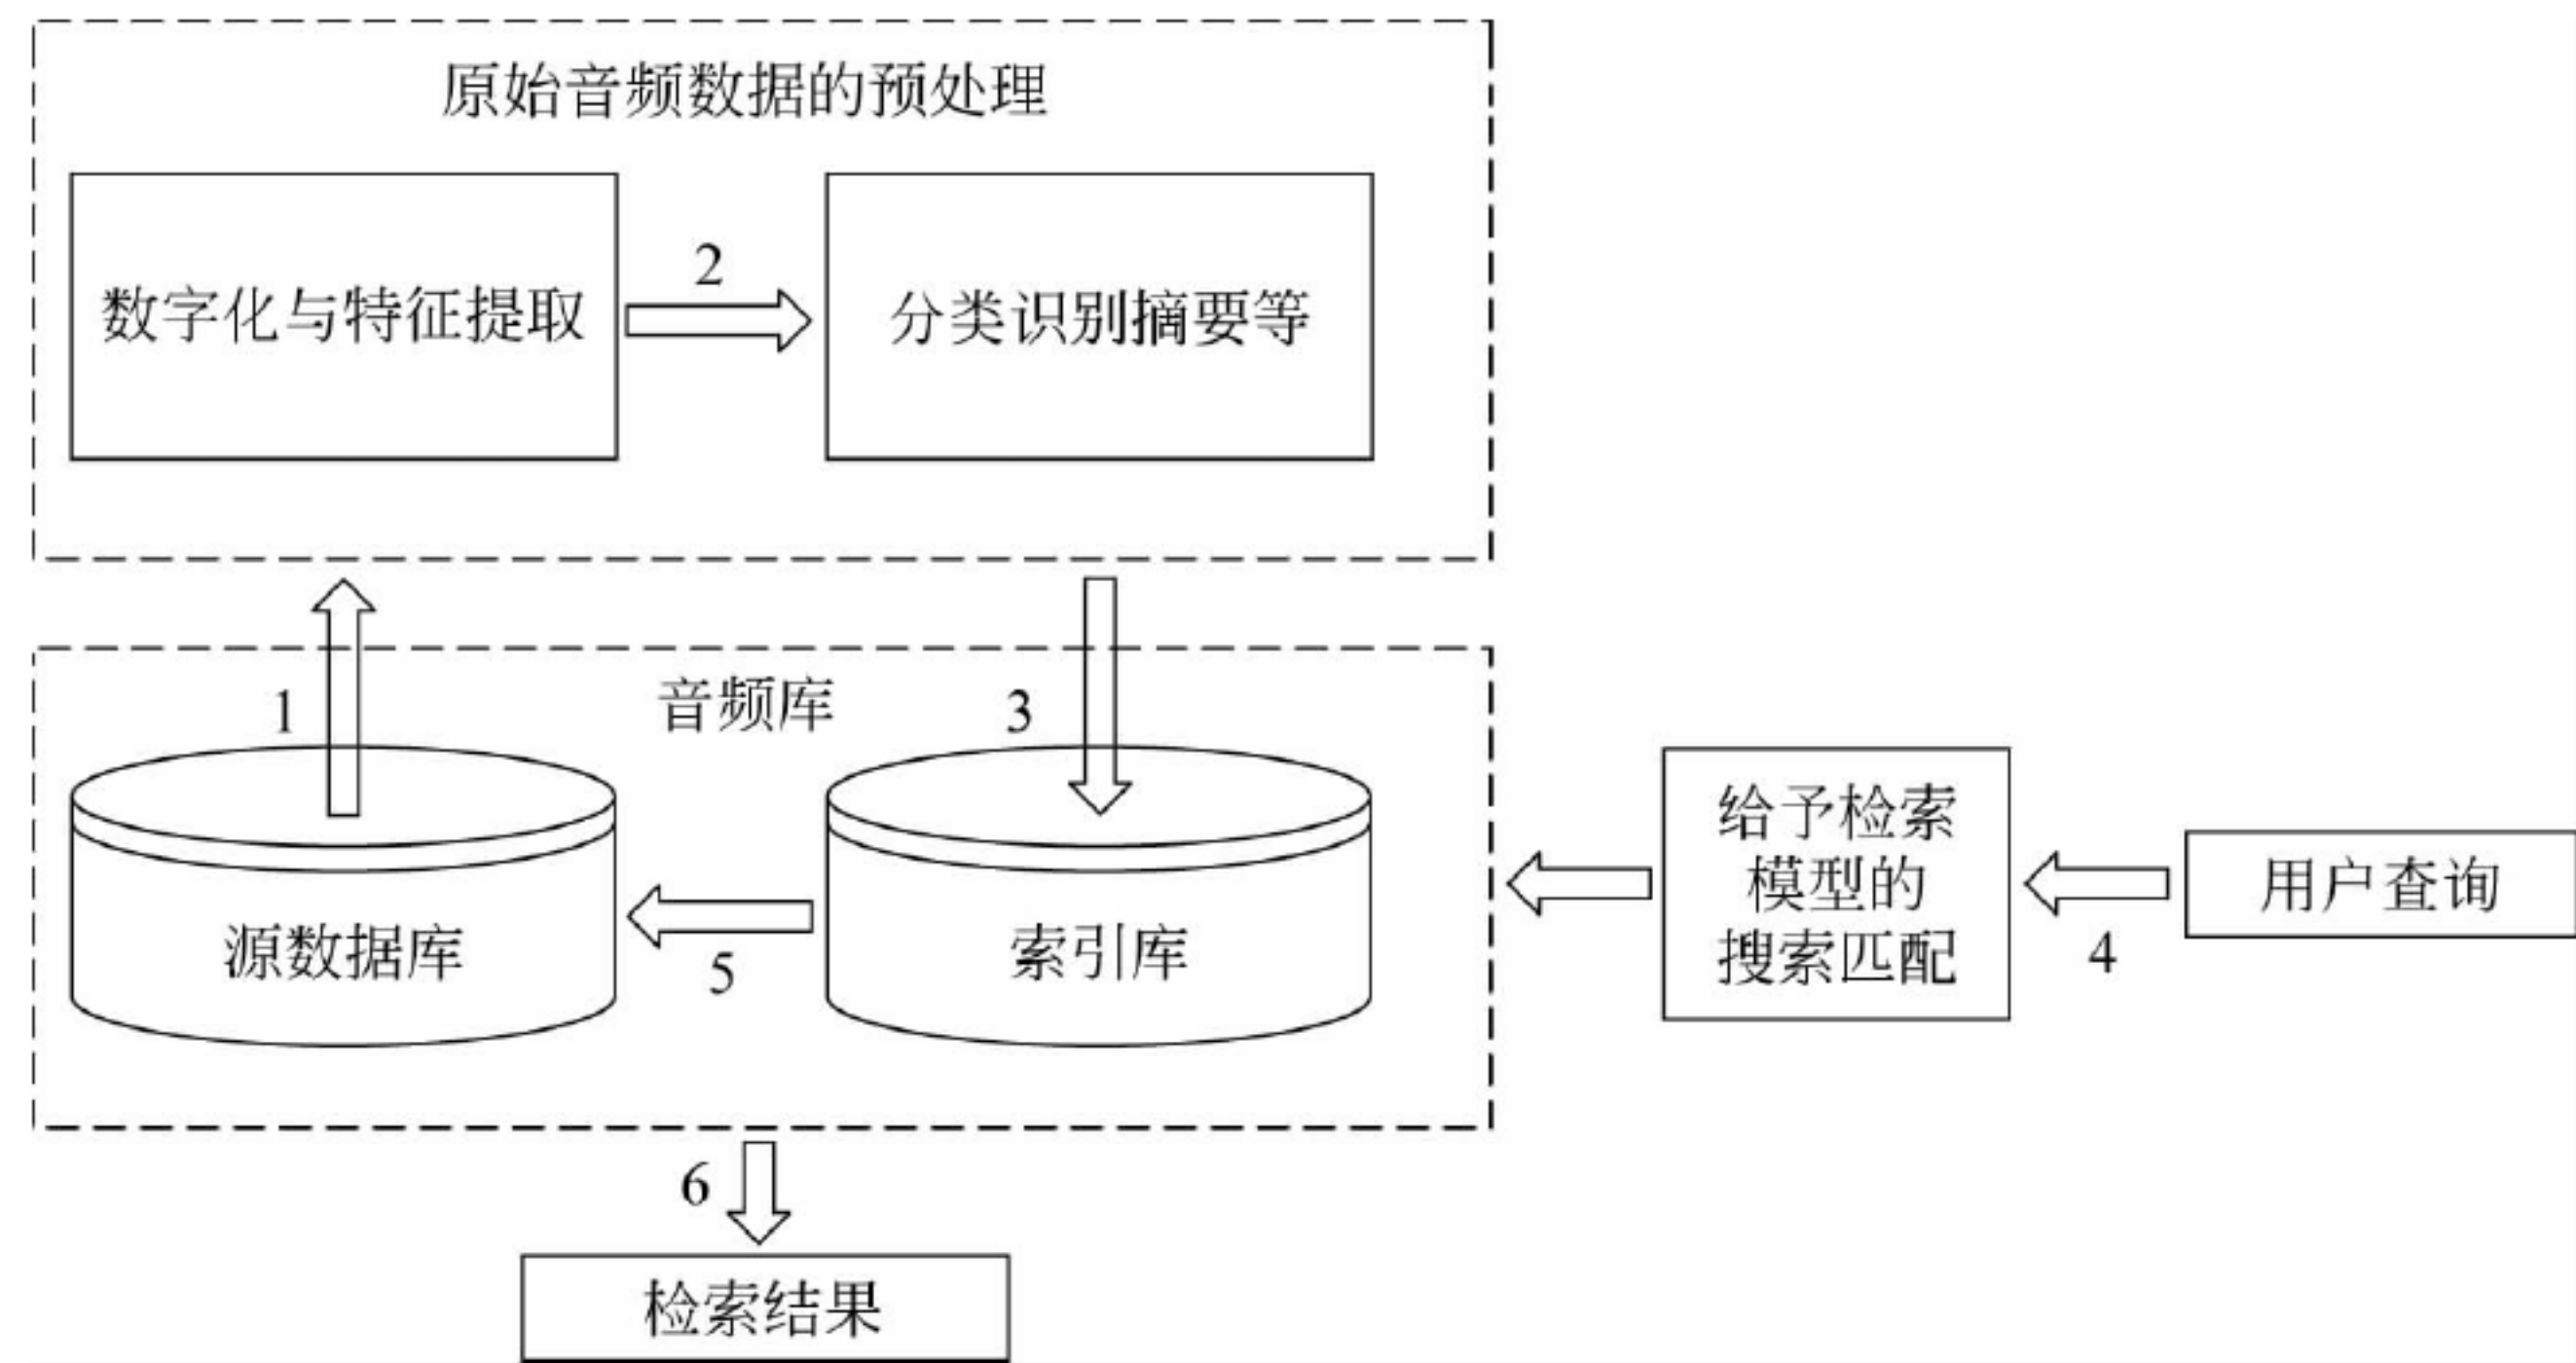 原始音频数据的预处理
数字化与特征提取
2
分类识别摘要等
1
音频库
3
源数据库
5
索引库
给予检索
模型的
搜索匹配
4
用户查询
6
检索结果